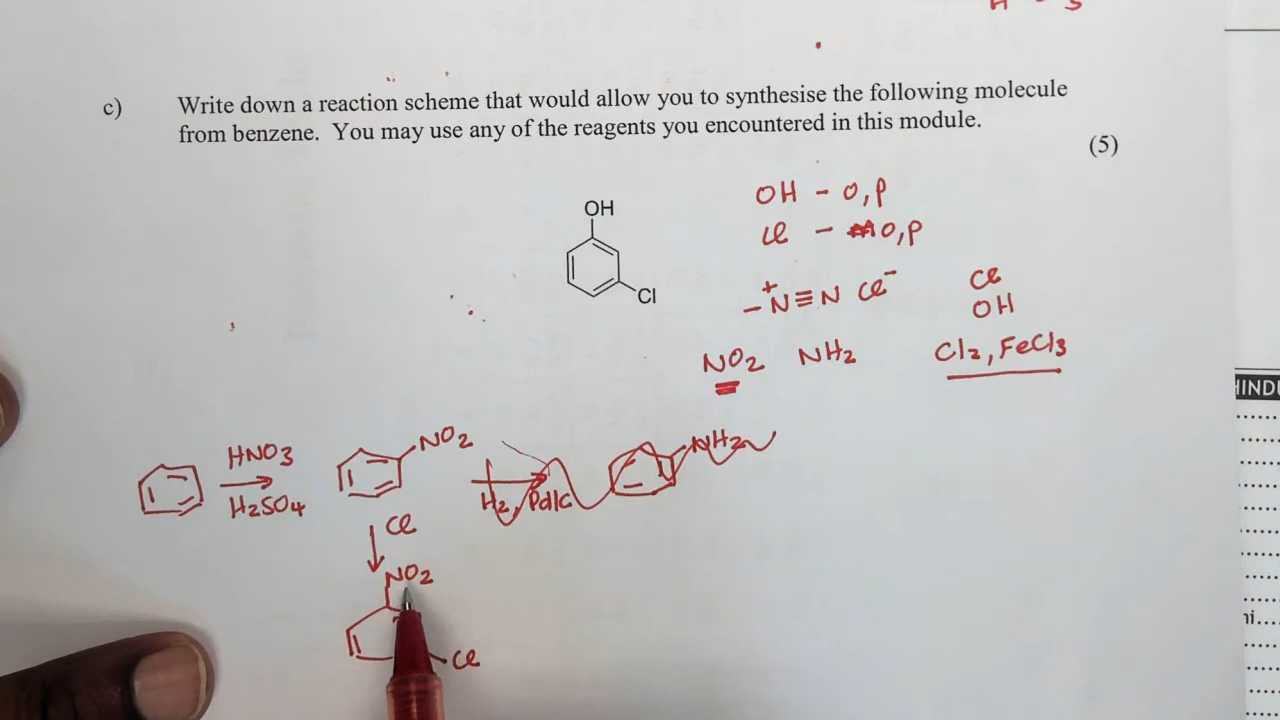 H S
c) Write down a reaction scheme that would allow you to synthesise the following molecule
from benzene. You may use any of the reagents you encountered in this module.
(5)
OH
Cl
OH - O,P
Cl - O,P
-N⁺≡N Cl⁻
Cl
OH
NO2 NH2 Cl2, FeCl3
HINDU
HNO3
H2SO4
NO2
H2, Pd/C
NH2
Cl
NO2
Cl